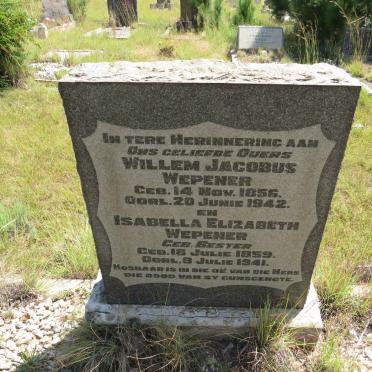 In tere Herinnering aan
Ons geliefde Ouers
Willem Jacobus
Wepener
Geb. 14 Nov. 1856.
Oorl. 20 Junie 1942.
en
Isabella Elizabeth
Wepener
Geb. Bester
Geb. 18 Julie 1859.
Oorl. 8 Julie 1941.
Kosbaar is in die oë van die Here
die dood van sy gunsgenote.